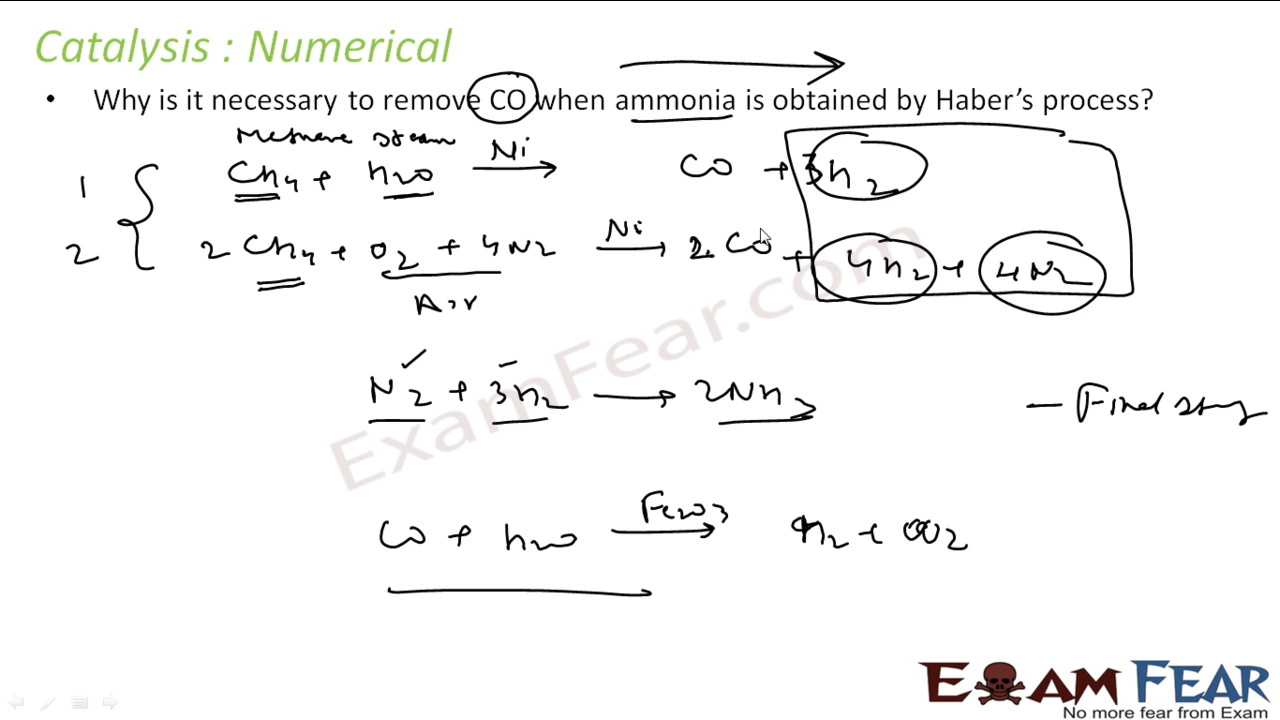 Catalysis : Numerical
• Why is it necessary to remove CO when ammonia is obtained by Haber's process?
Methane steam
1 CH4 + H2O Ni CO + 3H2
2 2CH4 + O2 + 4N2 Ni 2CO + 4H2 + 4N2
Air
N2 + 3H2 → 2NH3 — Final stag
CO + H2O Fe2O3 H2 + CO2
ExamFear.com
EXAM FEAR
No more fear from Exam